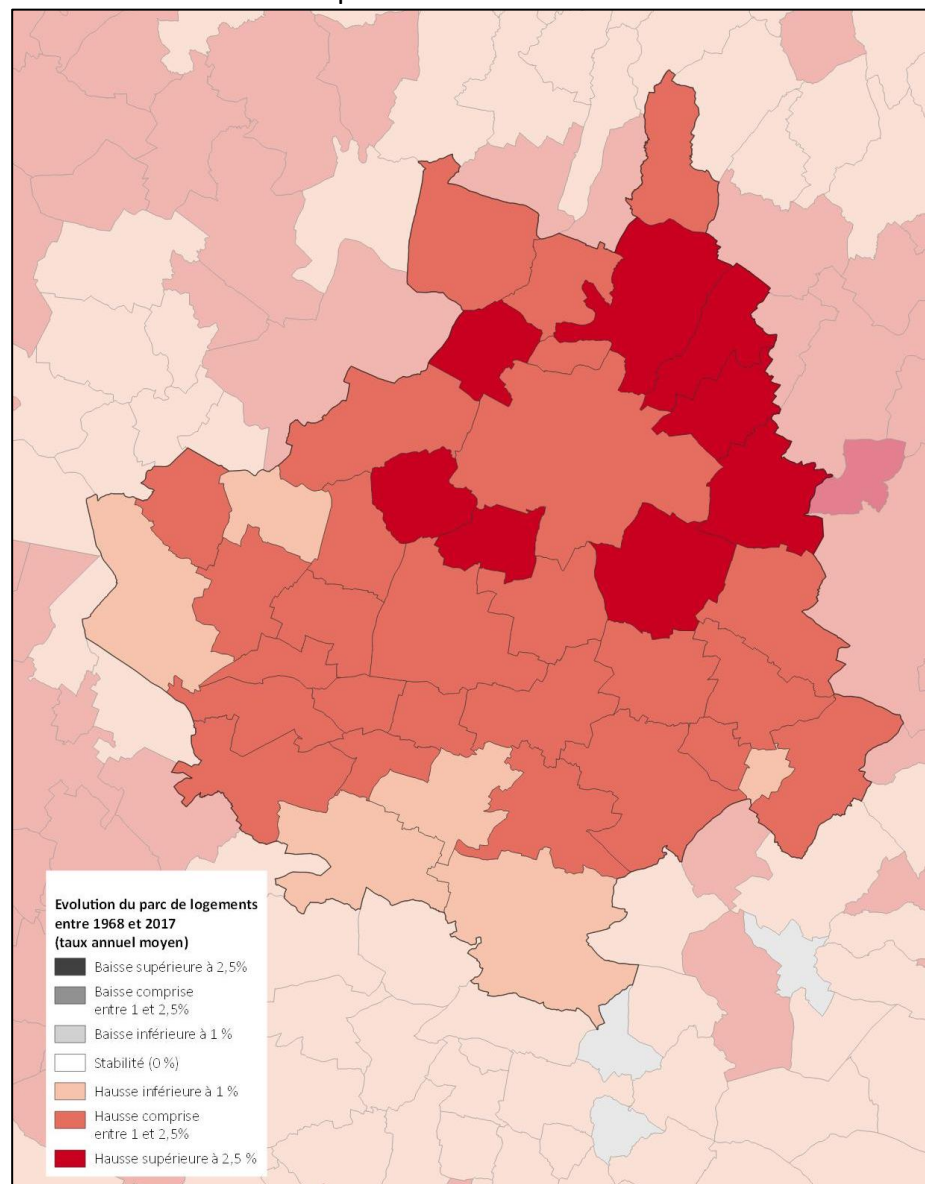 Evolution du parc de logements
entre 1968 et 2017
(taux annuel moyen)
Baisse supérieure à 2,5%
Baisse comprise
entre 1 et 2,5%
Baisse inférieure à 1 %
Stabilité (0 %)
Hausse inférieure à 1 %
Hausse comprise
entre 1 et 2,5%
Hausse supérieure à 2,5 %